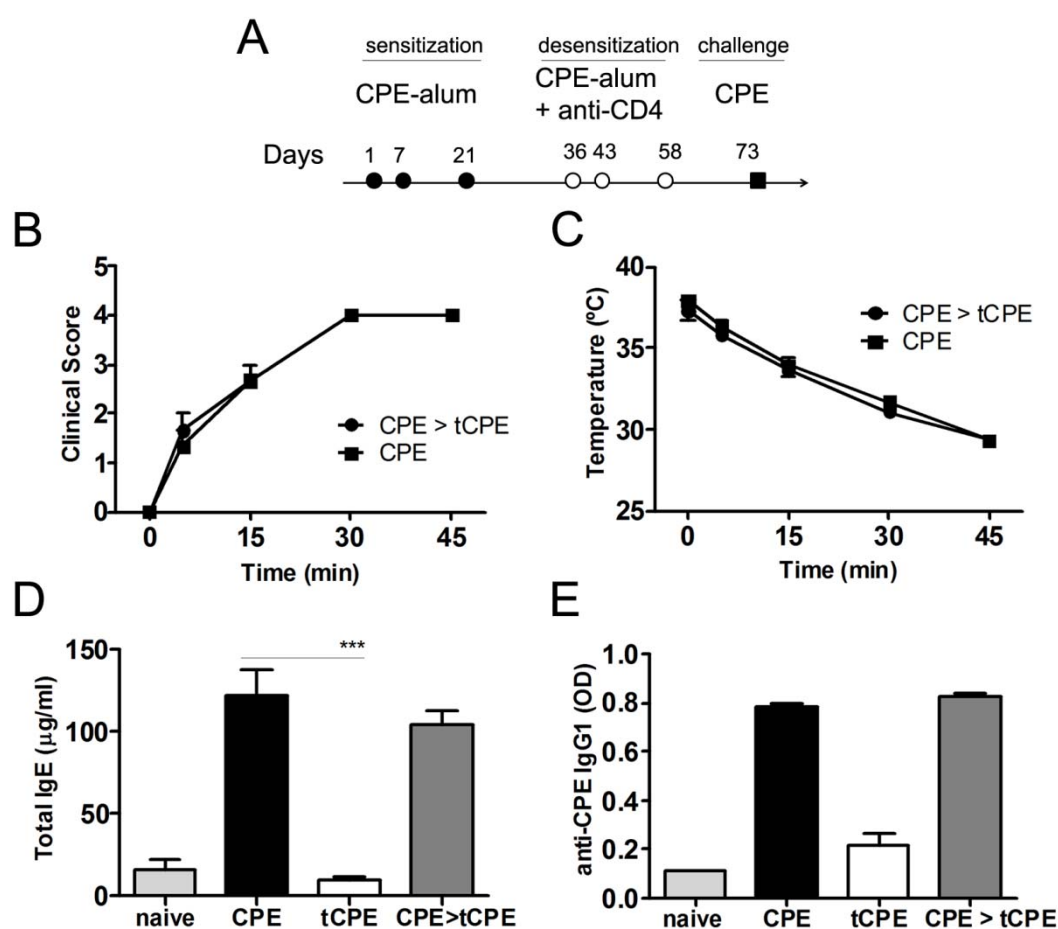 A
sensitization desensitization challenge
CPE-alum CPE-alum + anti-CD4 CPE
Days 1 7 21 36 43 58 73
B
Clinical Score
5
4
3
2
1
0
CPE > tCPE
CPE
0 15 30 45
Time (min)
C
Temperature (ºC)
40
35
30
25
CPE > tCPE
CPE
0 15 30 45
Time (min)
D
Total IgE (µg/ml)
150
100
50
0
***
naive CPE tCPE CPE>tCPE
E
anti-CPE IgG1 (OD)
1.0
0.8
0.6
0.4
0.2
0.0
naive CPE tCPE CPE > tCPE